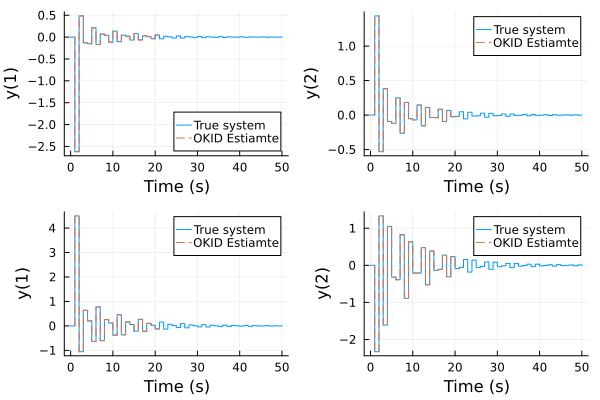 0.5
0.0
−0.5
−1.0
−1.5
−2.0
−2.5
y(1)
True system
OKID Estiamte
0 10 20 30 40 50
Time (s)
1.0
0.5
0.0
−0.5
y(2)
True system
OKID Estiamte
0 10 20 30 40 50
Time (s)
4
3
2
1
0
−1
y(1)
True system
OKID Estiamte
0 10 20 30 40 50
Time (s)
1
0
−1
−2
y(2)
True system
OKID Estiamte
0 10 20 30 40 50
Time (s)